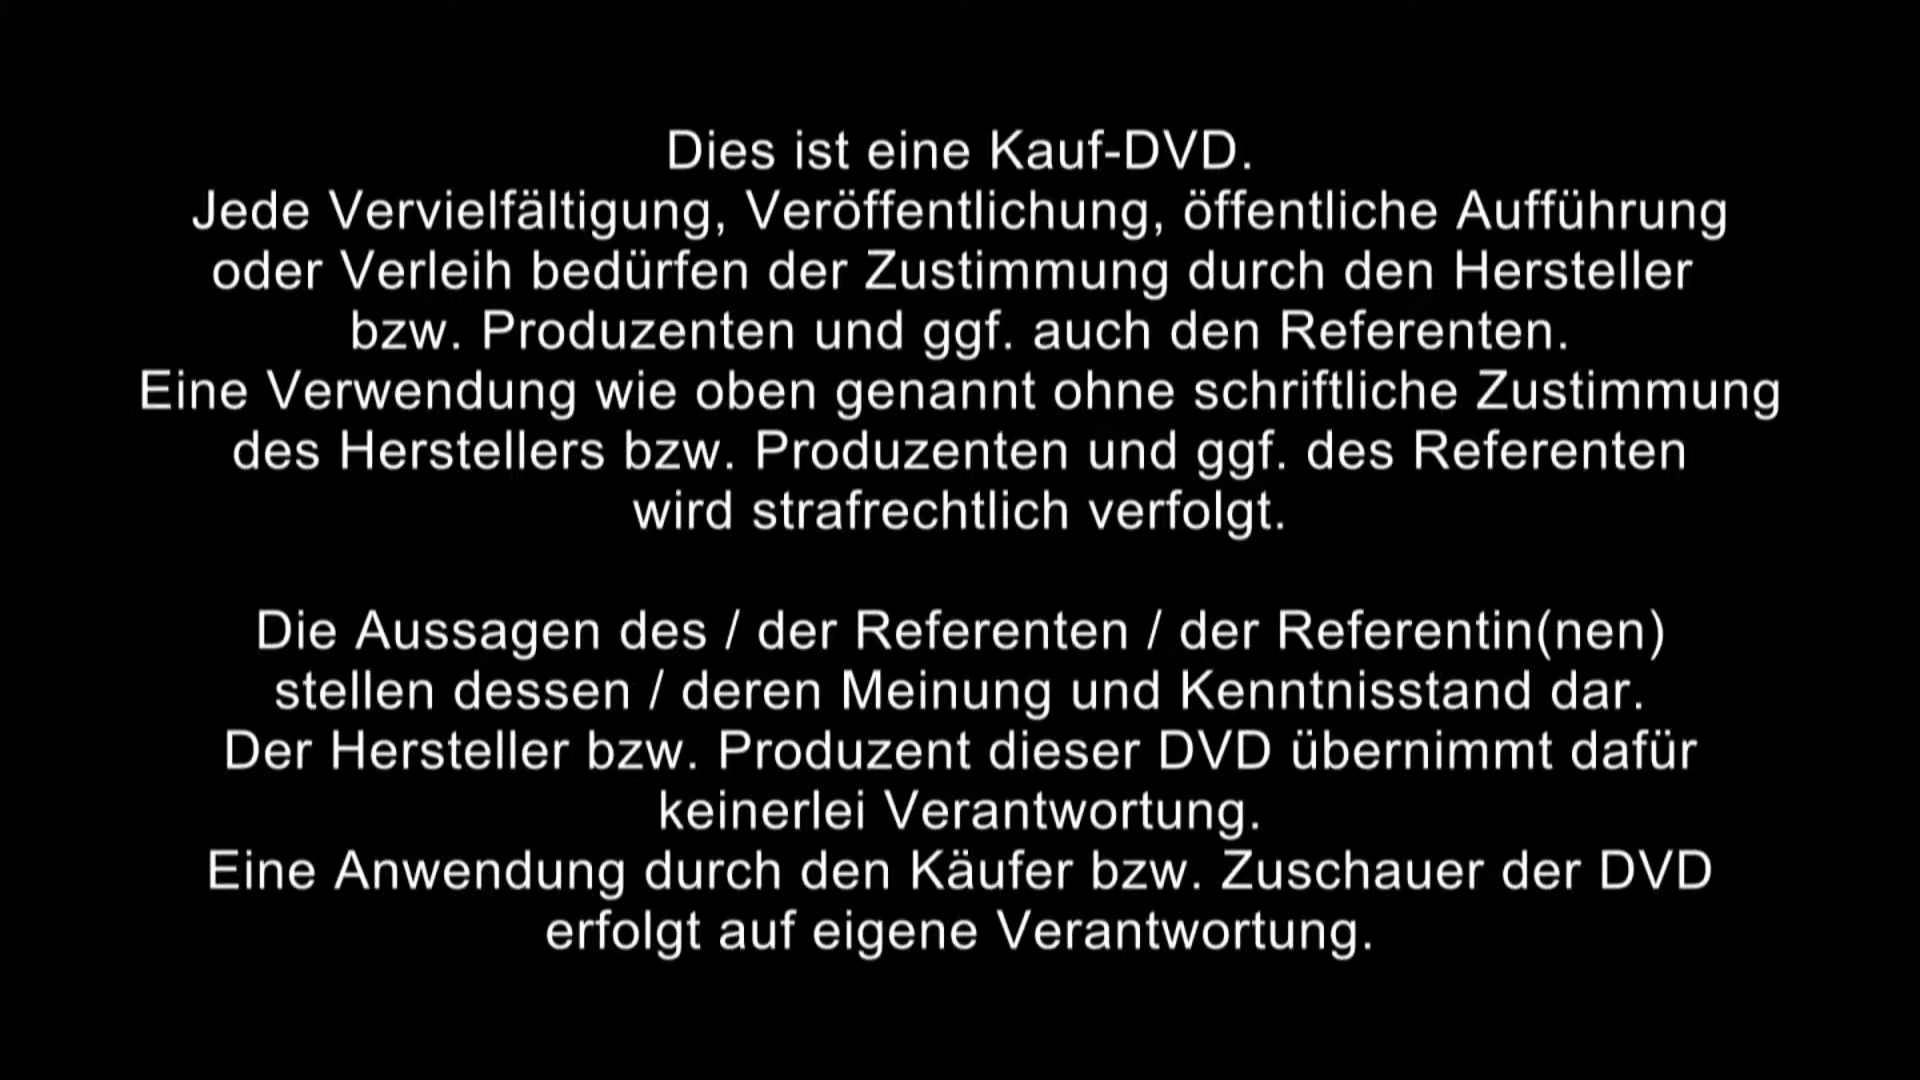 Dies ist eine Kauf-DVD.
Jede Vervielfältigung, Veröffentlichung, öffentliche Aufführung
oder Verleih bedürfen der Zustimmung durch den Hersteller
bzw. Produzenten und ggf. auch den Referenten.
Eine Verwendung wie oben genannt ohne schriftliche Zustimmung
des Herstellers bzw. Produzenten und ggf. des Referenten
wird strafrechtlich verfolgt.
Die Aussagen des / der Referenten / der Referentin(nen)
stellen dessen / deren Meinung und Kenntnisstand dar.
Der Hersteller bzw. Produzent dieser DVD übernimmt dafür
keinerlei Verantwortung.
Eine Anwendung durch den Käufer bzw. Zuschauer der DVD
erfolgt auf eigene Verantwortung.